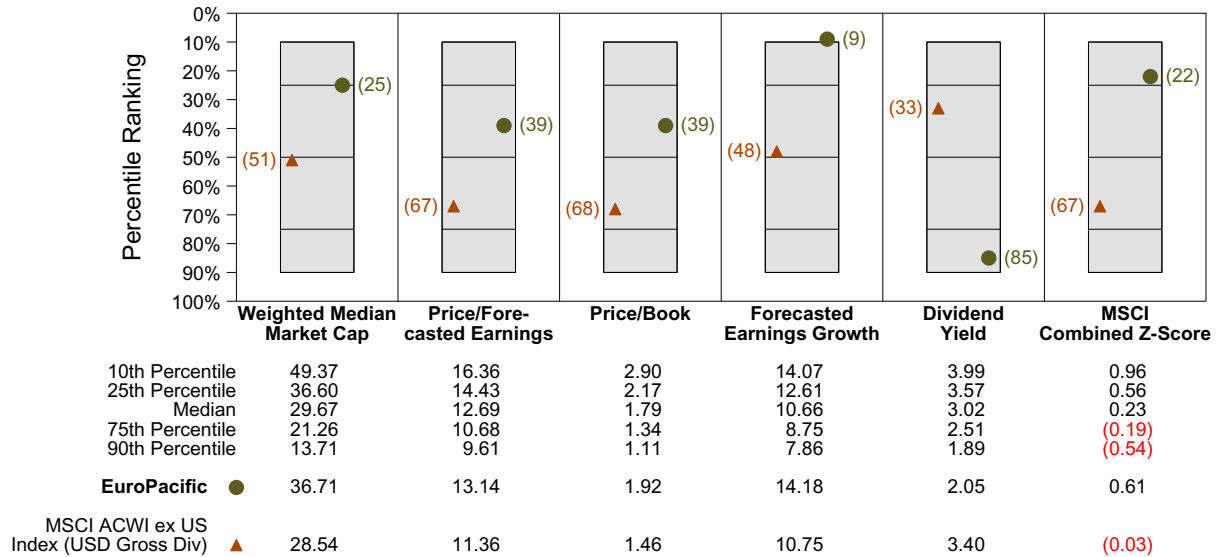 Percentile Ranking
0%
10%
20%
30%
40%
50%
60%
70%
80%
90%
100%
(25)
(51)
(39)
(67)
(39)
(68)
(9)
(48)
(33)
(85)
(22)
(67)
Weighted Median
Market Cap
Price/Fore-
casted Earnings
Price/Book
Forecasted
Earnings Growth
Dividend
Yield
MSCI
Combined Z-Score
10th Percentile 49.37 16.36 2.90 14.07 3.99 0.96
25th Percentile 36.60 14.43 2.17 12.61 3.57 0.56
Median 29.67 12.69 1.79 10.66 3.02 0.23
75th Percentile 21.26 10.68 1.34 8.75 2.51 (0.19)
90th Percentile 13.71 9.61 1.11 7.86 1.89 (0.54)
EuroPacific 36.71 13.14 1.92 14.18 2.05 0.61
MSCI ACWI ex US
Index (USD Gross Div) 28.54 11.36 1.46 10.75 3.40 (0.03)